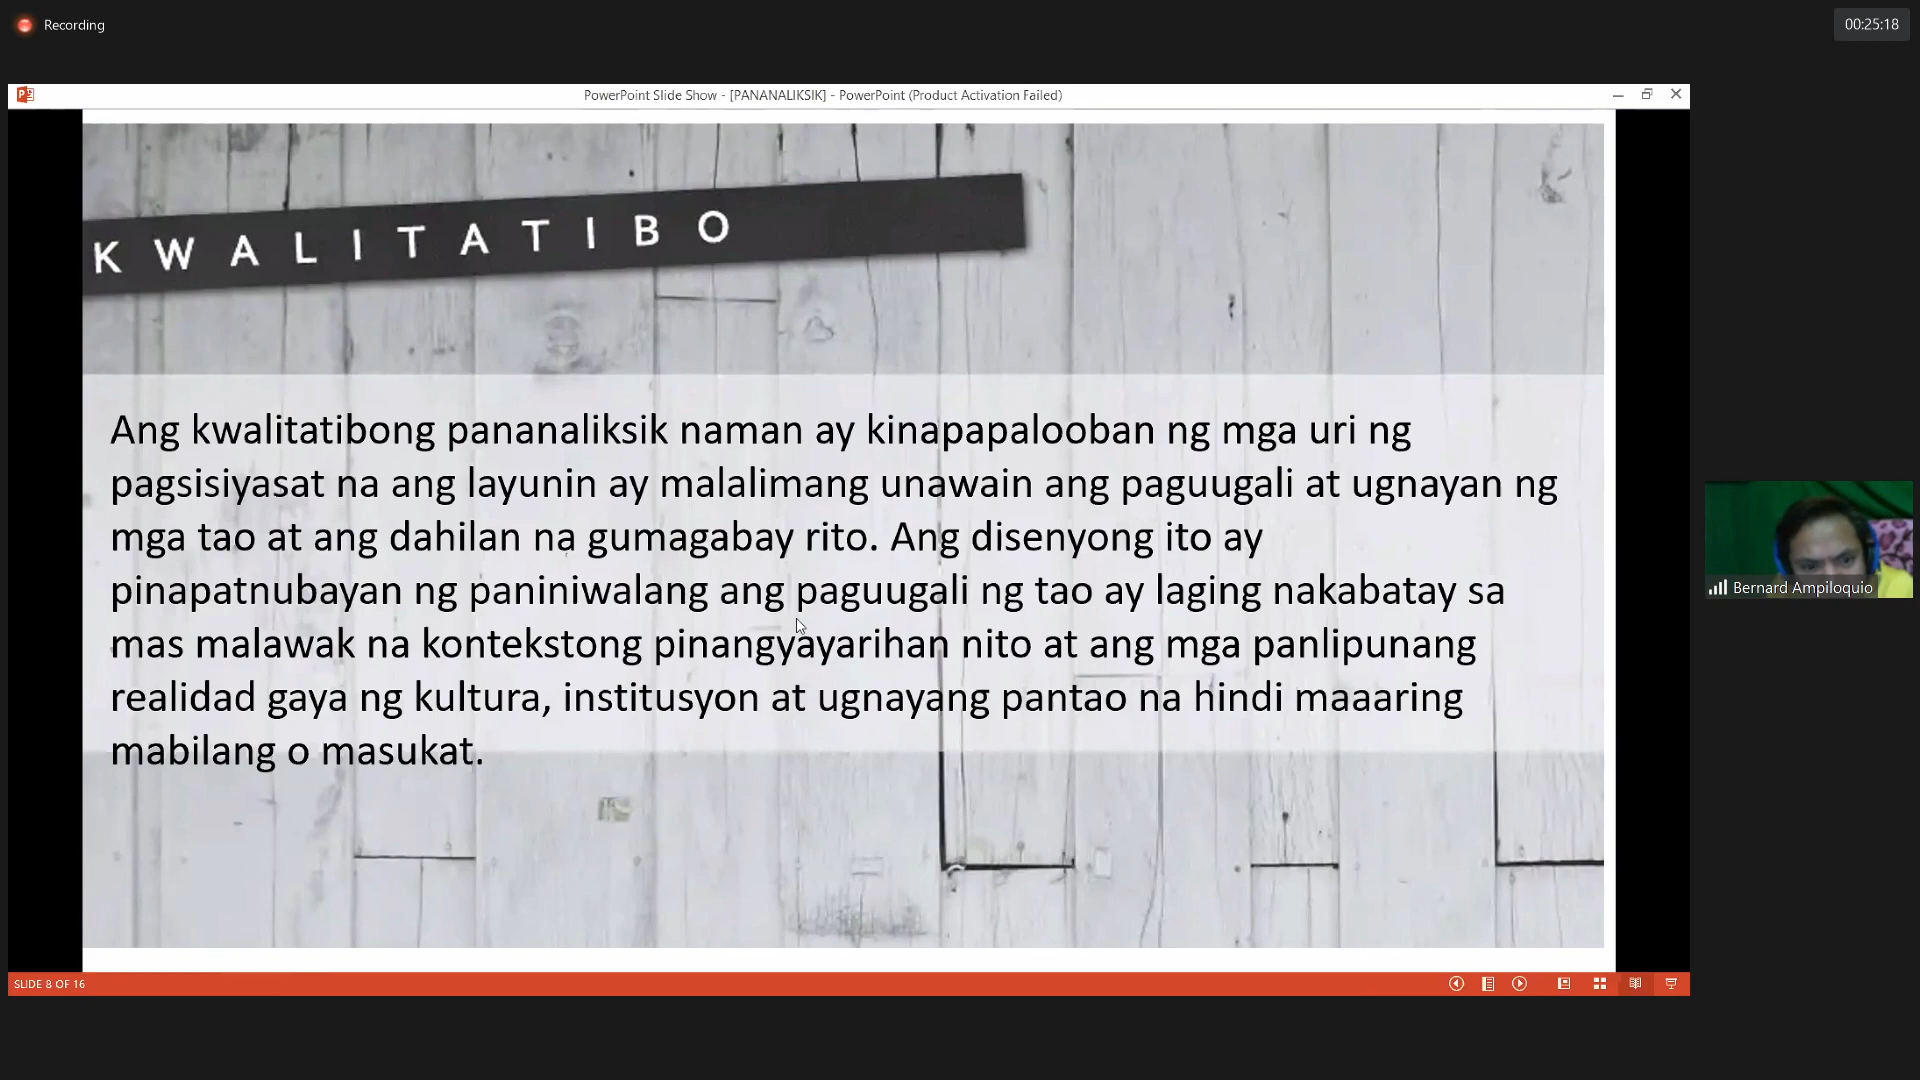 Recording
00:25:18
PowerPoint Slide Show - [PANANALIKSIK] - PowerPoint (Product Activation Failed)
KWALITATIBO
Ang kwalitatibong pananaliksik naman ay kinapapalooban ng mga uri ng
pagsisiyasat na ang layunin ay malalimang unawain ang paguugali at ugnayan ng
mga tao at ang dahilan na gumagabay rito. Ang disenyong ito ay
pinapatnubayan ng paniniwalang ang paguugali ng tao ay laging nakabatay sa
mas malawak na kontekstong pinangyayarihan nito at ang mga panlipunang
realidad gaya ng kultura, institusyon at ugnayang pantao na hindi maaaring
mabilang o masukat.
Bernard Ampiloquio
SLIDE 8 OF 16